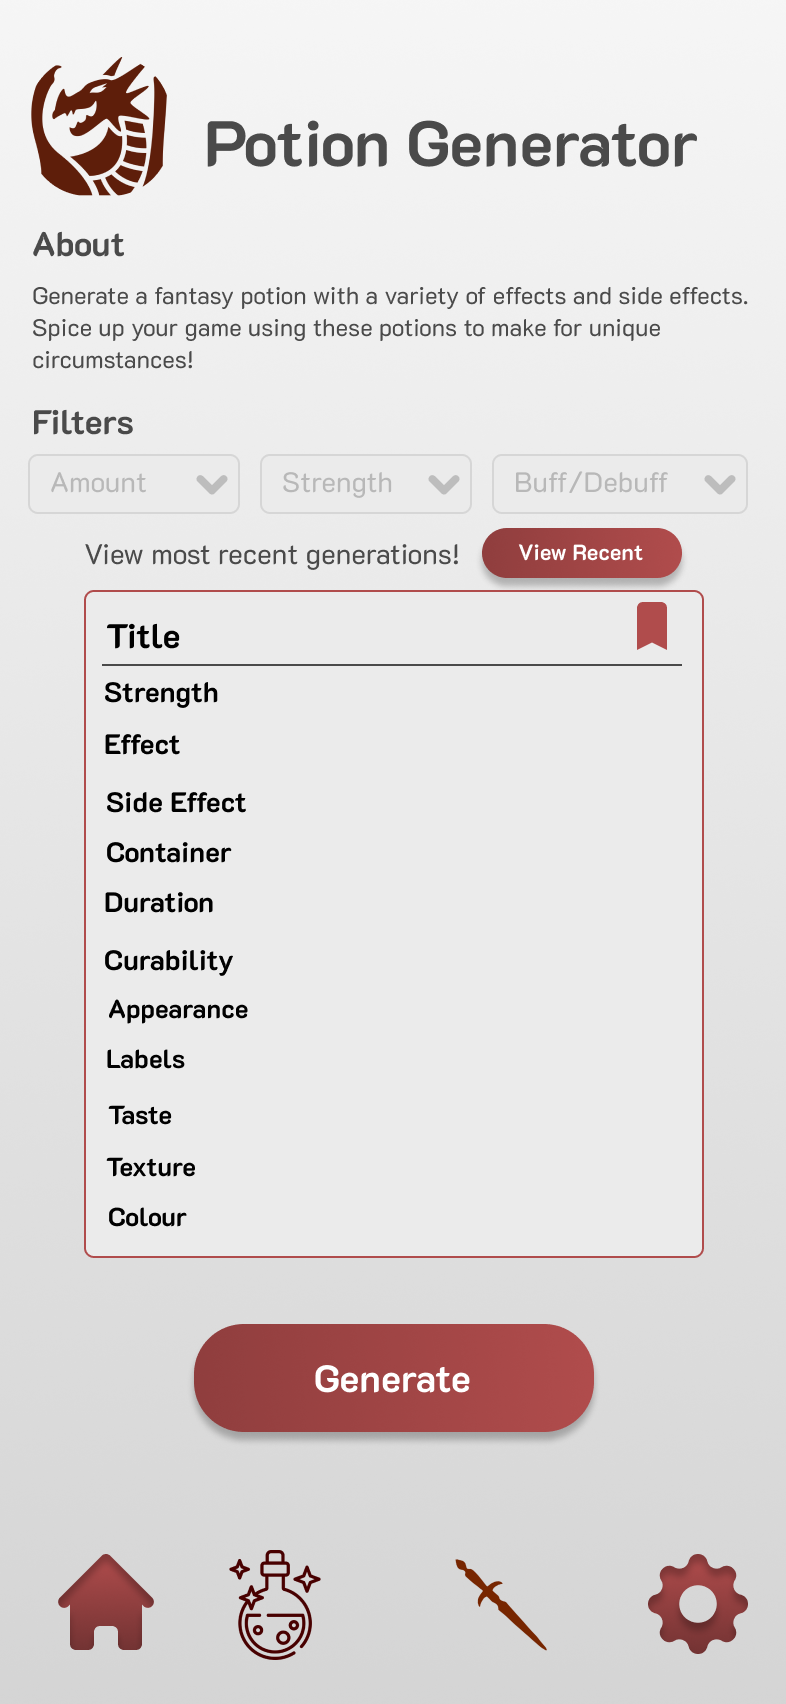 Potion Generator
About
Generate a fantasy potion with a variety of effects and side effects.
Spice up your game using these potions to make for unique
circumstances!
Filters
Amount
Strength
Buff/Debuff
View most recent generations!
View Recent
Title
Strength
Effect
Side Effect
Container
Duration
Curability
Appearance
Labels
Taste
Texture
Colour
Generate